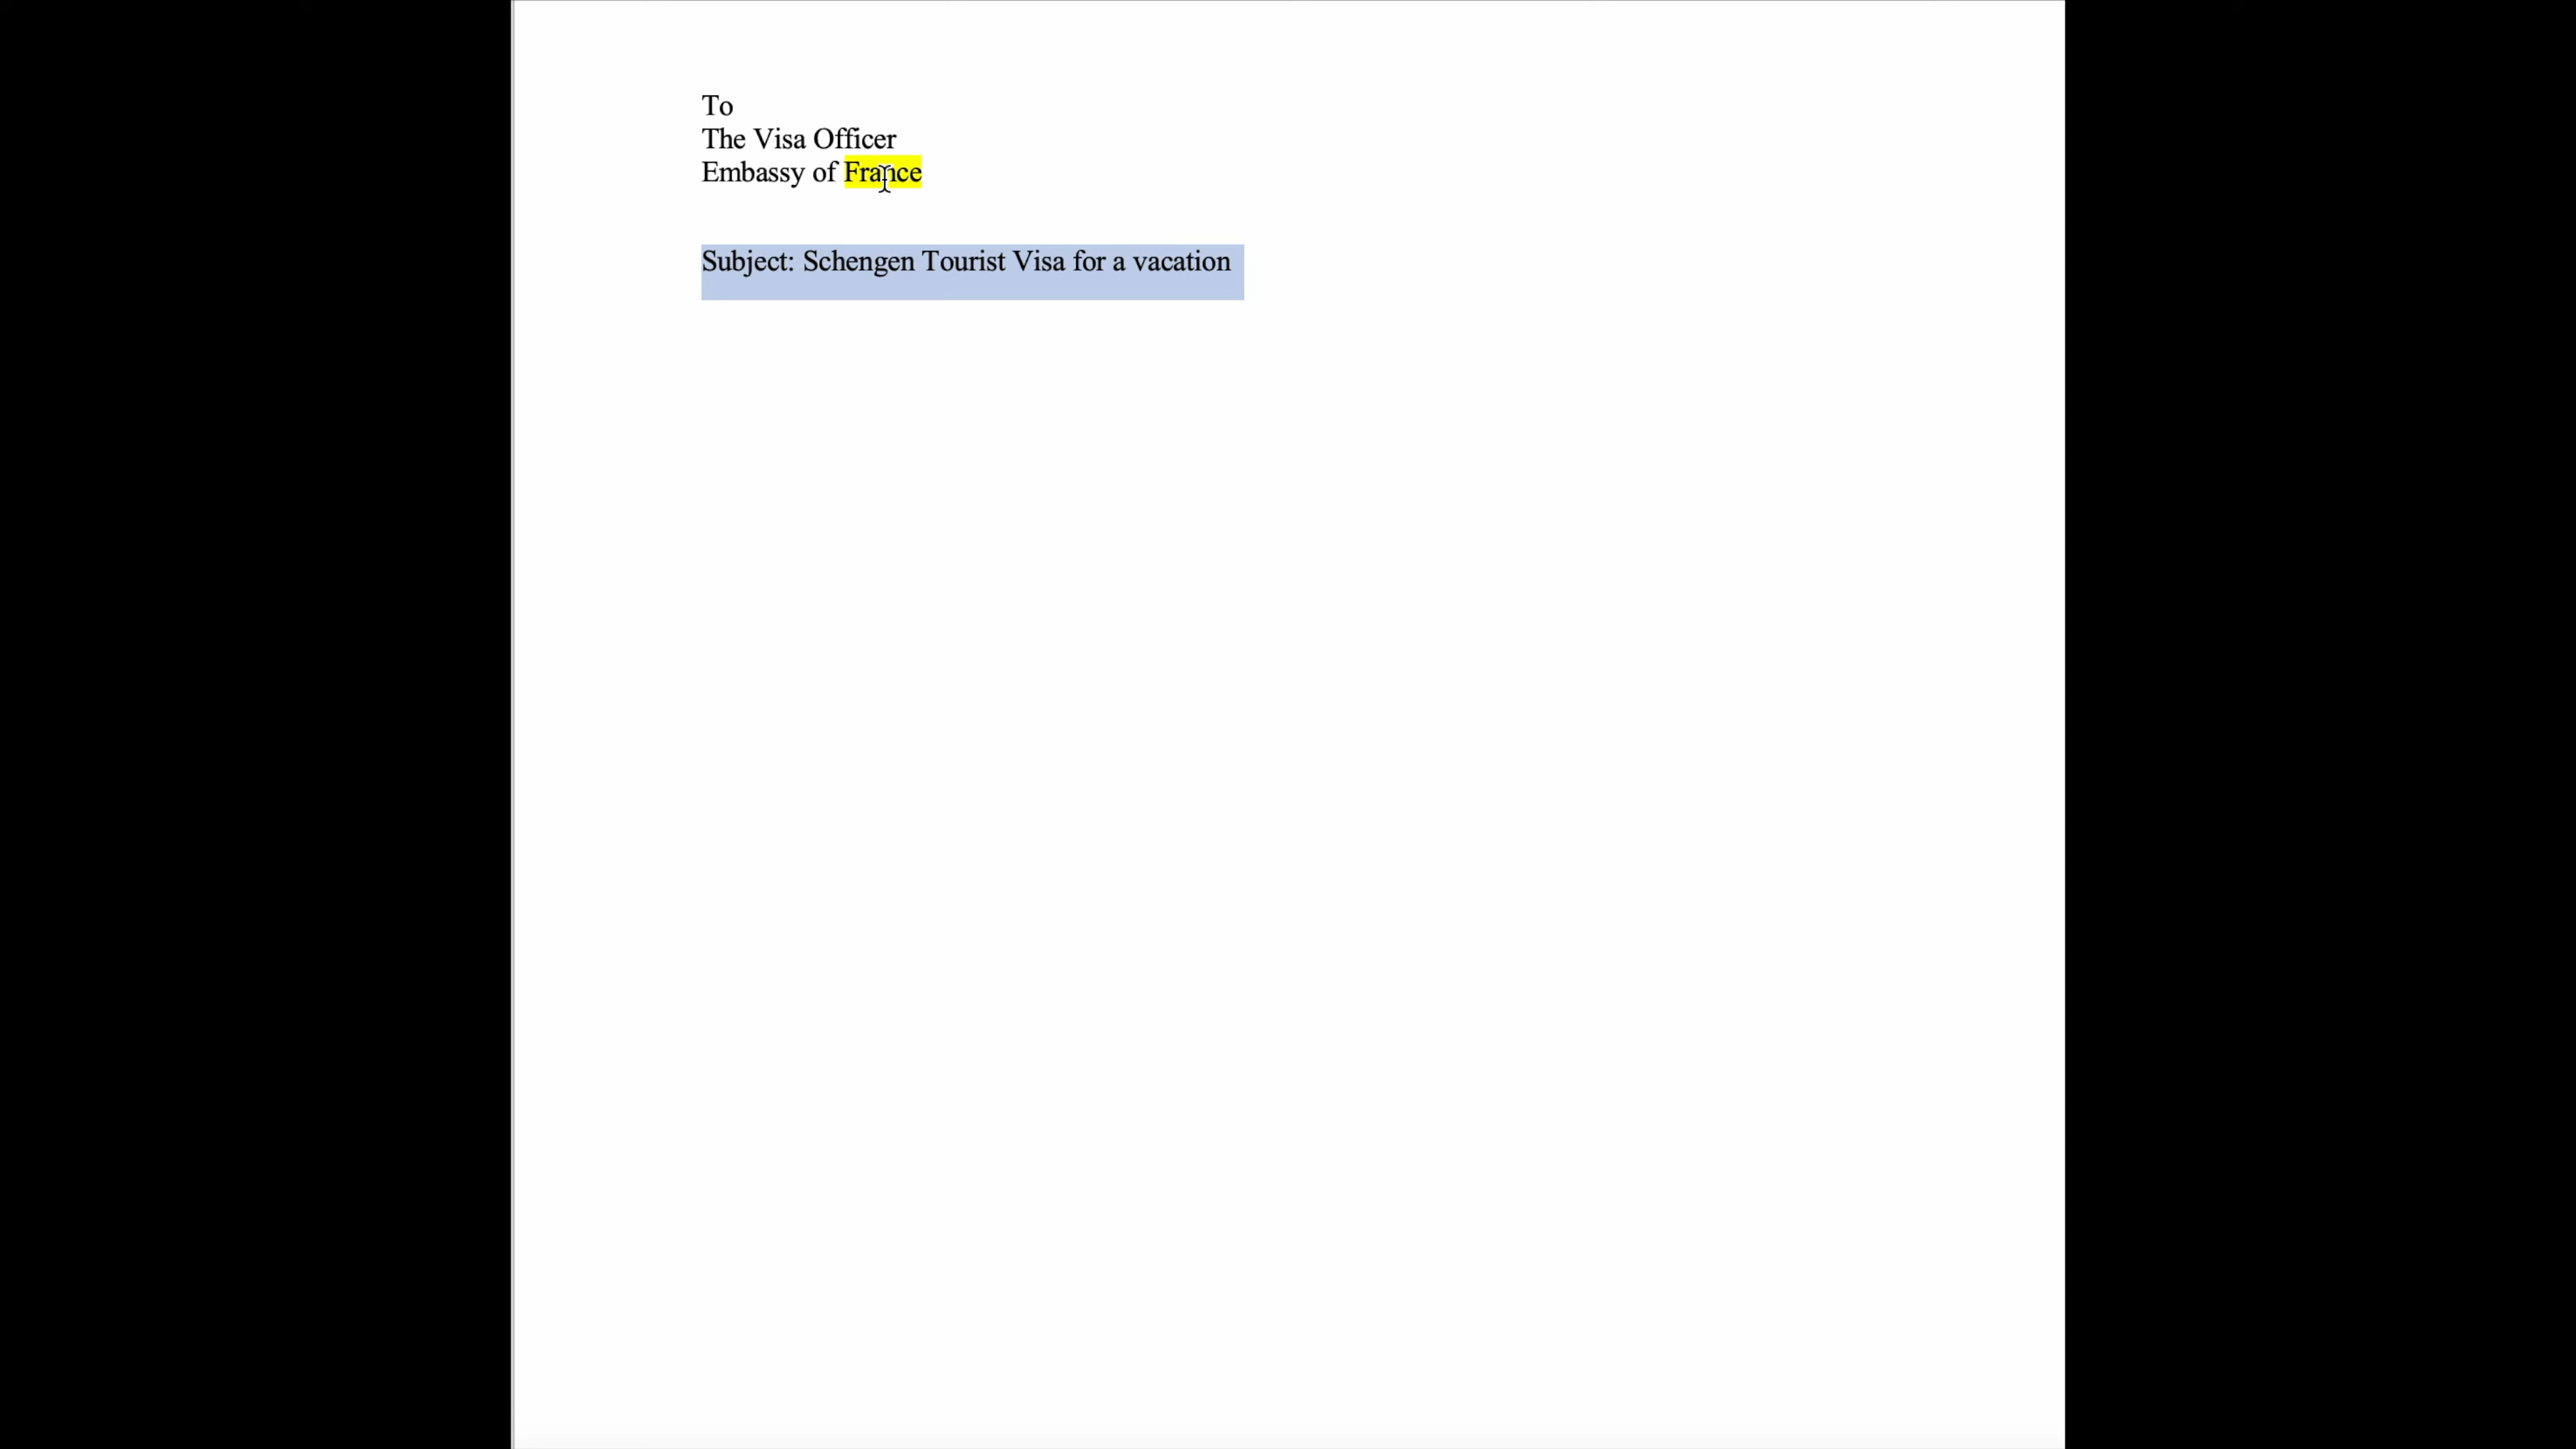 To
The Visa Officer
Embassy of France
Subject: Schengen Tourist Visa for a vacation